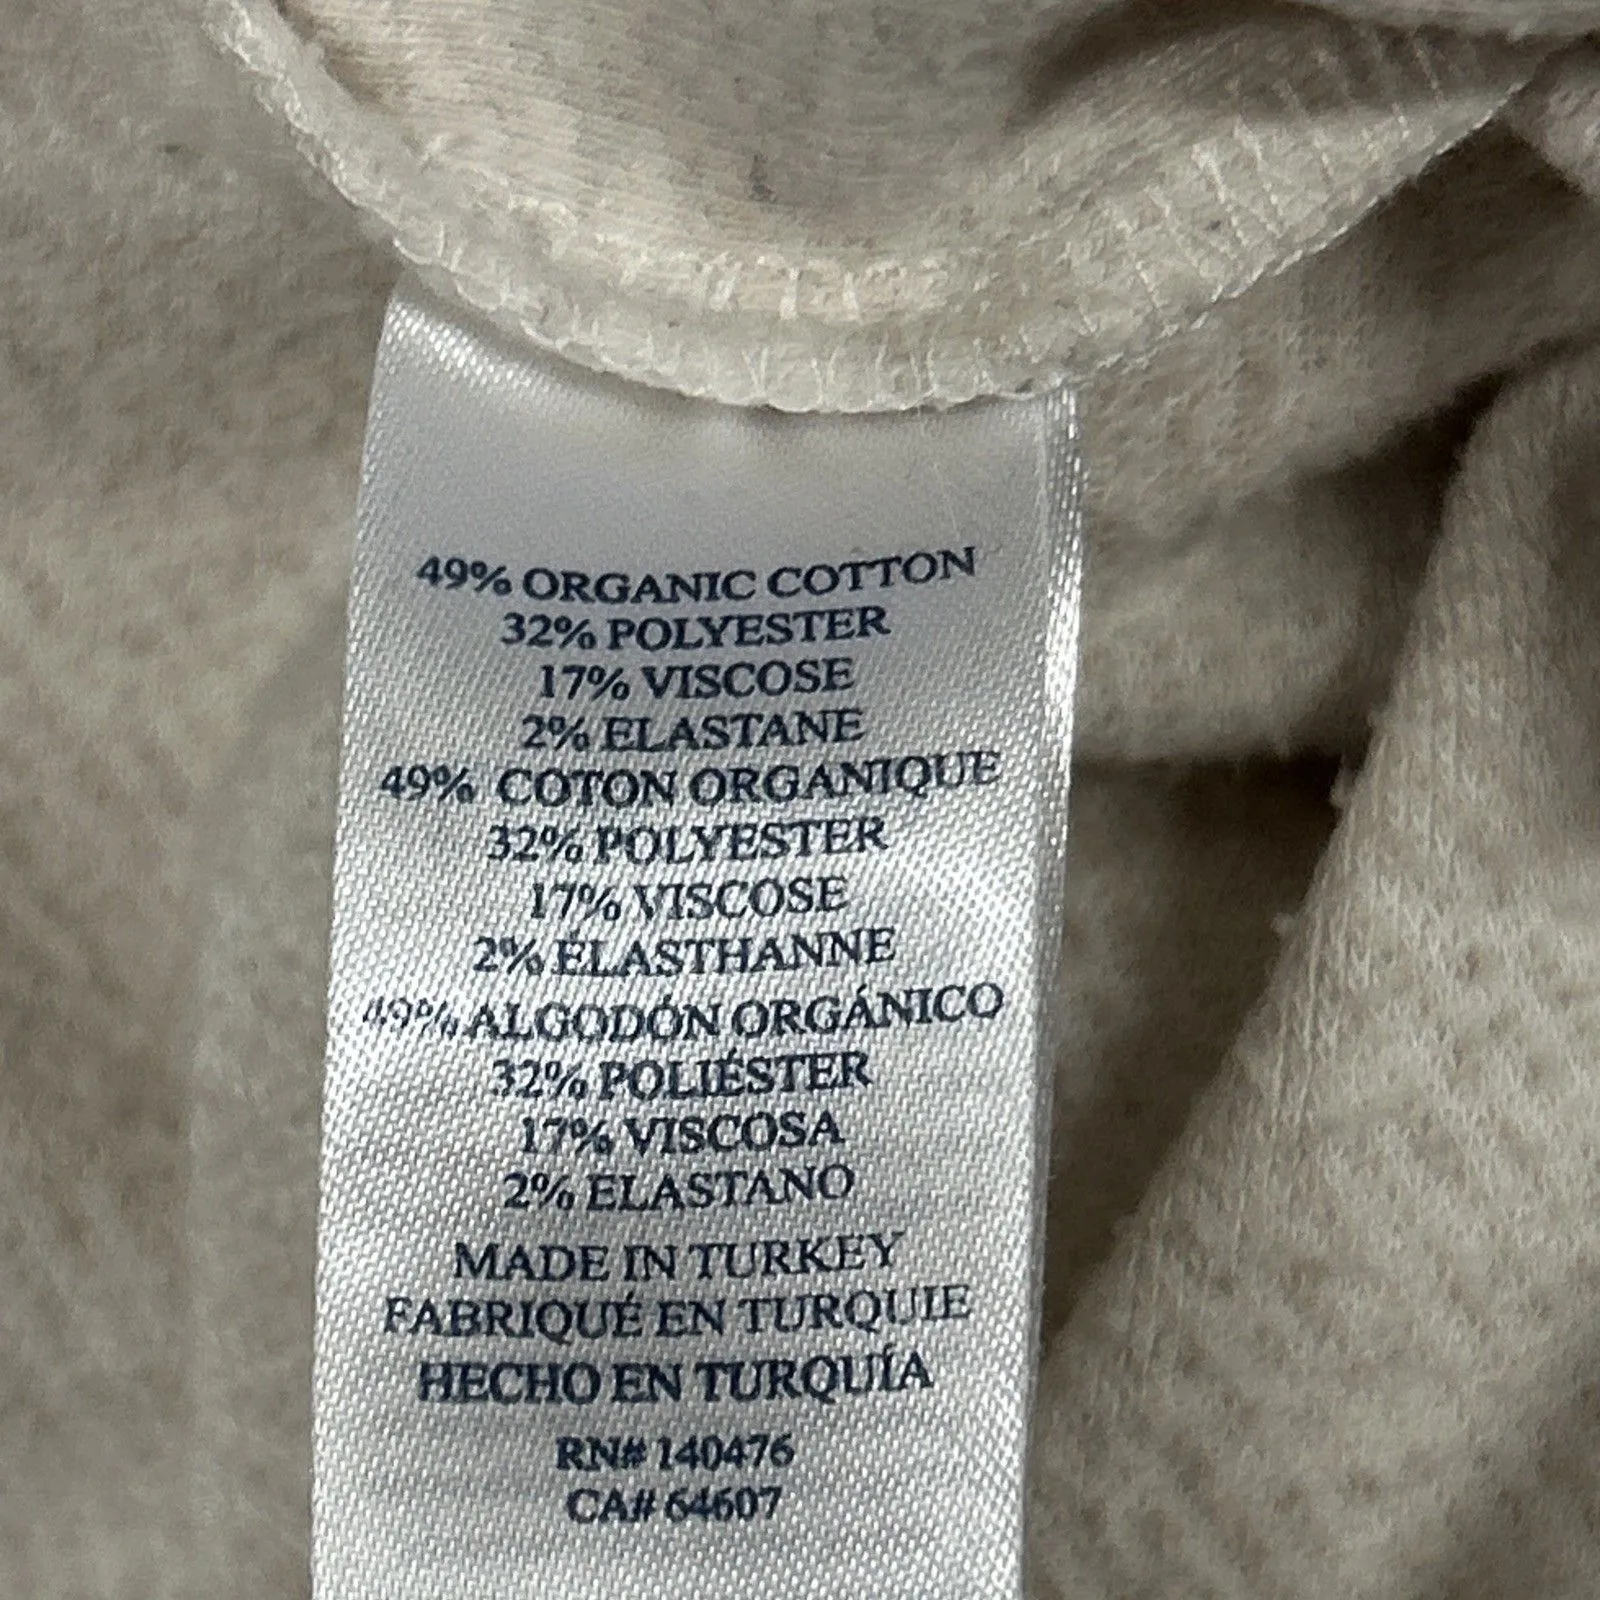 49% ORGANIC COTTON
32% POLYESTER
17% VISCOSE
2% ELASTANE
49% COTON ORGANIQUE
32% POLYESTER
17% VISCOSE
2% ÉLASTHANNE
49% ALGODÓN ORGÁNICO
32% POLIÉSTER
17% VISCOSA
2% ELASTANO
MADE IN TURKEY
FABRIQUÉ EN TURQUIE
HECHO EN TURQUÍA
RN# 140476
CA# 64607